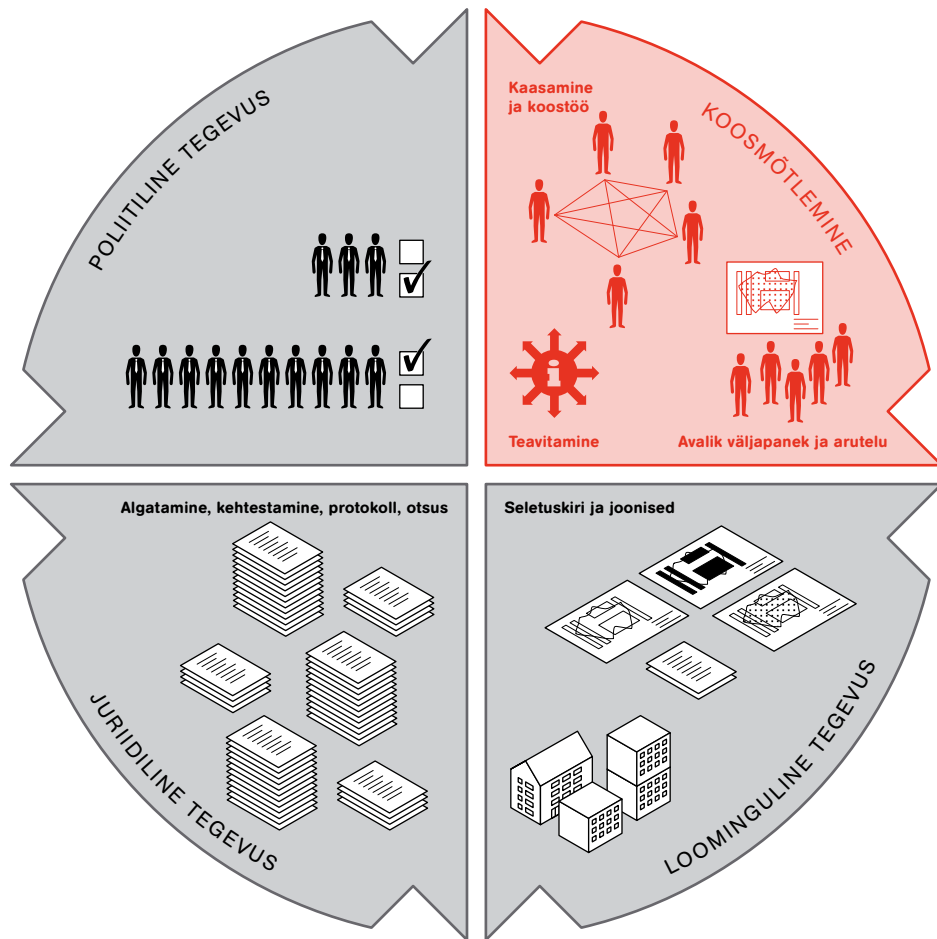 POLIITILINE TEGEVUS
Kaasamine
ja koostöö
KOOSMÕTLEMINE
Teavitamine
Avalik väljapanek ja arutelu
Algatamine, kehtestamine, protokoll, otsus
JURIIDILINE TEGEVUS
Seletuskiri ja joonised
LOOMINGULINE TEGEVUS